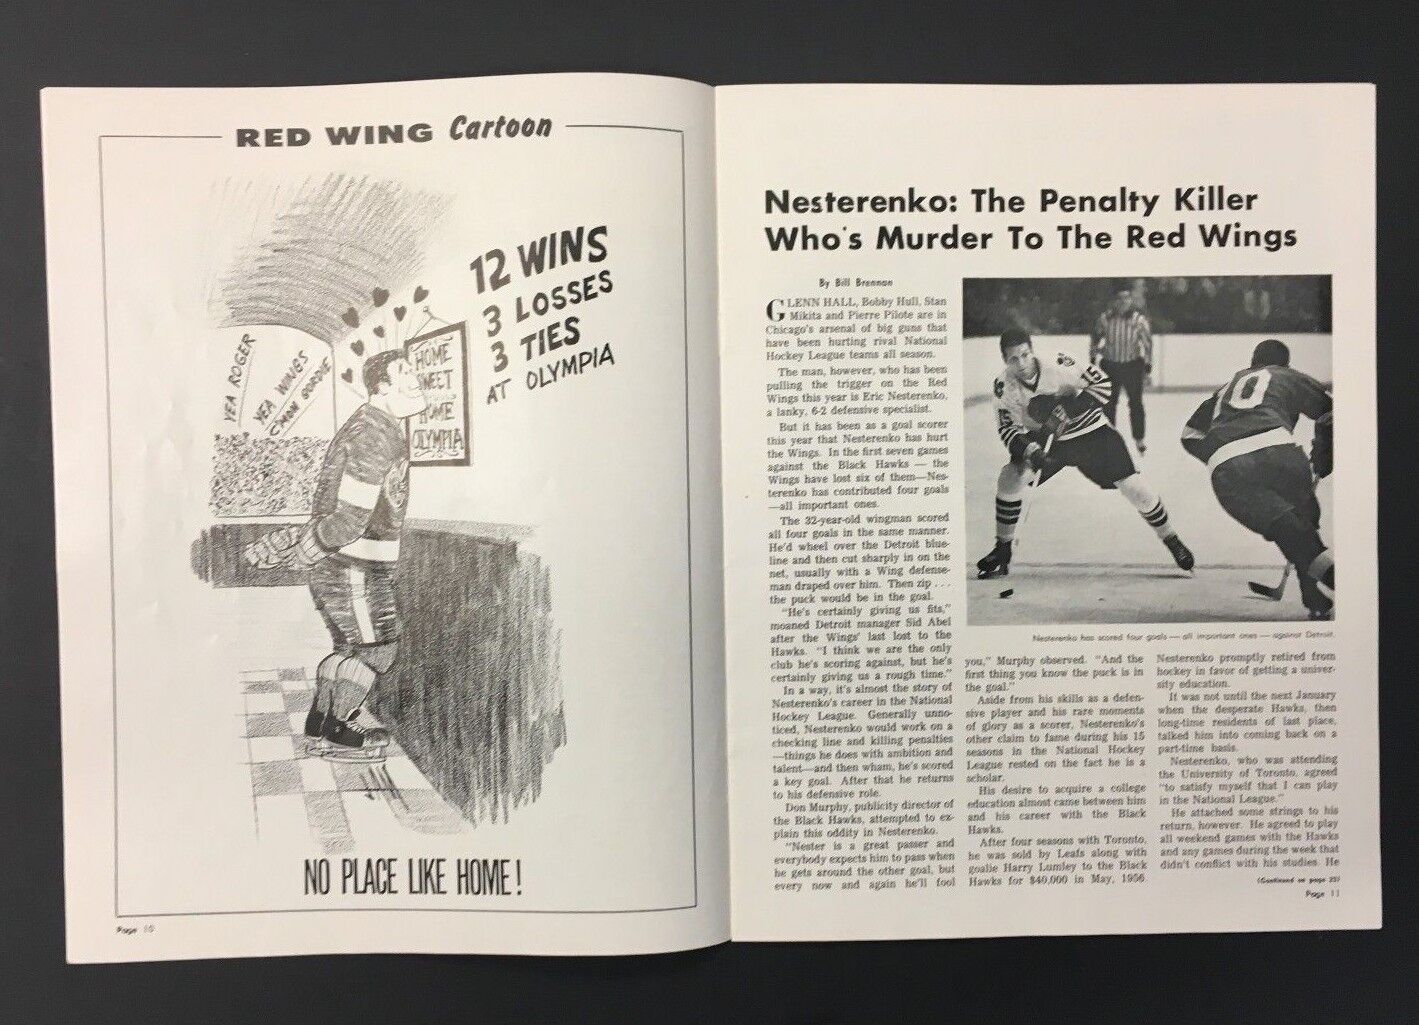 RED WING Cartoon
12 WINS
3 LOSSES
3 TIES
AT OLYMPIA
YEA ROGER
YEA WINGS
C'MON GORDIE
HOME
SWEET
HOME
OLYMPIA
NO PLACE LIKE HOME!
Page 10
Nesterenko: The Penalty Killer
Who's Murder To The Red Wings
By Bill Brennan
GLENN HALL, Bobby Hull, Stan
Mikita and Pierre Pilote are in
Chicago's arsenal of big guns that
have been hurting rival National
Hockey League teams all season.
The man, however, who has been
pulling the trigger on the Red
Wings this year is Eric Nesterenko,
a lanky, 6-2 defensive specialist.
But it has been as a goal scorer
this year that Nesterenko has hurt
the Wings. In the first seven games
against the Black Hawks — the
Wings have lost six of them—Nes-
terenko has contributed four goals
—all important ones.
The 32-year-old wingman scored
all four goals in the same manner.
He'd wheel over the Detroit blue-
line and then cut sharply in on the
net, usually with a Wing defense-
man draped over him. Then zip . . .
the puck would be in the goal.
"He's certainly giving us fits,"
moaned Detroit manager Sid Abel
after the Wings' last lost to the
Hawks. "I think we are the only
club he's scoring against, but he's
certainly giving us a rough time."
In a way, it's almost the story of
Nesterenko's career in the National
Hockey League. Generally unno-
ticed, Nesterenko would work on a
checking line and killing penalties
—things he does with ambition and
talent—and then wham, he's scored
a key goal. After that he returns
to his defensive role.
Don Murphy, publicity director of
the Black Hawks, attempted to ex-
plain this oddity in Nesterenko.
"Nester is a great passer and
everybody expects him to pass when
he gets around the other goal, but
every now and again he'll fool
15
10
Nesterenko has scored four goals — all important ones — against Detroit.
you," Murphy observed. "And the
first thing you know the puck is in
the goal."
Aside from his skills as a defen-
sive player and his rare moments
of glory as a scorer, Nesterenko's
other claim to fame during his 15
seasons in the National Hockey
League rested on the fact he is a
scholar.
His desire to acquire a college
education almost came between him
and his career with the Black
Hawks.
After four seasons with Toronto,
he was sold by Leafs along with
goalie Harry Lumley to the Black
Hawks for $40,000 in May, 1956.
Nesterenko promptly retired from
hockey in favor of getting a univer-
sity education.
It was not until the next January
when the desperate Hawks, then
long-time residents of last place,
talked him into coming back on a
part-time basis.
Nesterenko, who was attending
the University of Toronto, agreed
"to satisfy myself that I can play
in the National League."
He attached some strings to his
return, however. He agreed to play
all weekend games with the Hawks
and any games during the week that
didn't conflict with his studies. He
(Continued on page 25)
Page 11